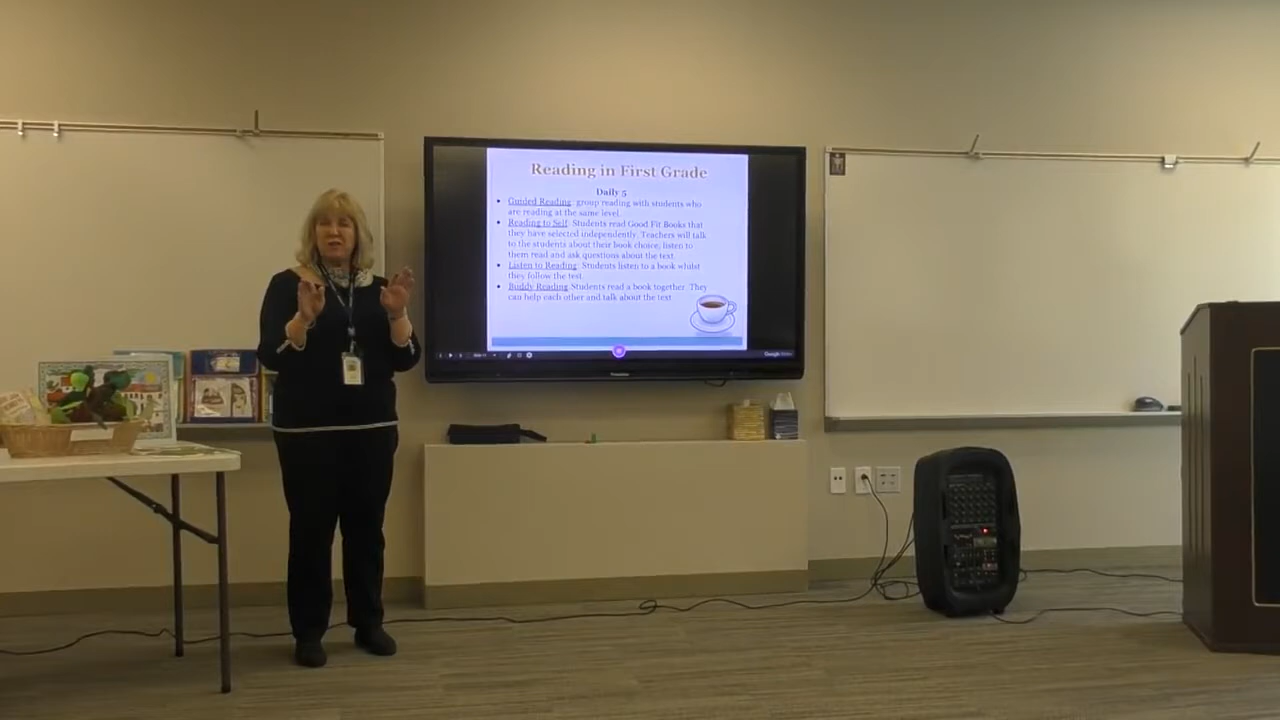 Reading in First Grade
Daily 5
• Guided Reading: group reading with students who
are reading at the same level.
• Reading to Self: Students read Good Fit Books that
they have selected independently. Teachers will talk
to the students about their book choice, listen to
them read and ask questions about the text.
• Listen to Reading: Students listen to a book whilst
they follow the text.
• Buddy Reading Students read a book together. They
can help each other and talk about the text